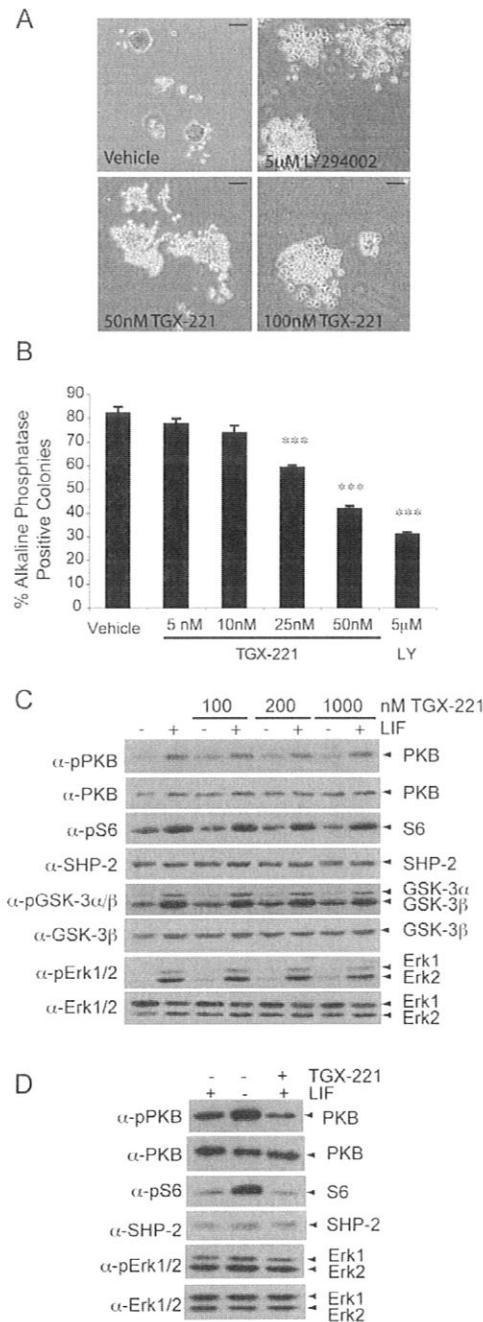 A
Vehicle
5µM LY294002
50nM TGX-221
100nM TGX-221
B
% Alkaline Phosphatase
Positive Colonies
90
80
70
60
50
40
30
20
10
0
*** *** ***
Vehicle 5 nM 10nM 25nM 50nM 5µM
TGX-221 LY
C
100 200 1000 nM TGX-221
- + - + - + - + LIF
α-pPKB PKB
α-PKB PKB
α-pS6 S6
α-SHP-2 SHP-2
α-pGSK-3α/β GSK-3α
GSK-3β
α-GSK-3β GSK-3β
α-pErk1/2 Erk1
Erk2
α-Erk1/2 Erk1
Erk2
D
- - + TGX-221
+ - + LIF
α-pPKB PKB
α-PKB PKB
α-pS6 S6
α-SHP-2 SHP-2
α-pErk1/2 Erk1
Erk2
α-Erk1/2 Erk1
Erk2